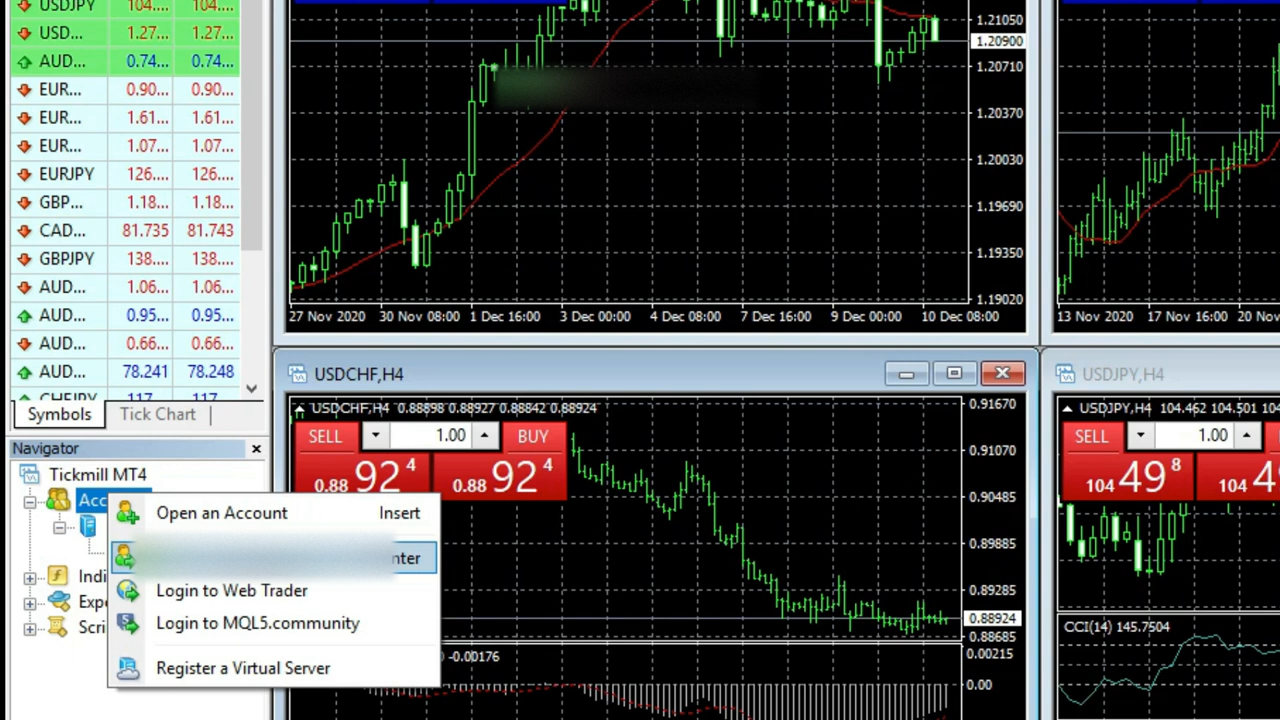 USDJPY 104.... 104....
USD... 1.27... 1.27...
AUD... 0.74... 0.74...
EUR... 0.90... 0.90...
EUR... 1.61... 1.61...
EUR... 1.07... 1.07...
EURJPY 126.... 126....
GBP... 1.18... 1.18...
CAD... 81.735 81.743
GBPJPY 138.... 138....
AUD... 1.06... 1.06...
AUD... 0.95... 0.95...
AUD... 0.66... 0.66...
AUD... 78.241 78.248
CHFJPY 117.... 117....
Symbols Tick Chart
Navigator
Tickmill MT4
Acc
Indi
Expe
Scri
Open an Account Insert
nter
Login to Web Trader
Login to MQL5.community
Register a Virtual Server
1.21050
1.20900
1.20710
1.20370
1.20030
1.19690
1.19350
1.19020
27 Nov 2020 30 Nov 08:00 1 Dec 16:00 3 Dec 00:00 4 Dec 08:00 7 Dec 16:00 9 Dec 00:00 10 Dec 08:00
13 Nov 2020 17 Nov 16:00 20 Nov
USDCHF,H4
USDCHF,H4 0.88898 0.88927 0.88842 0.88924
SELL 1.00 BUY
0.88 92 4 0.88 92 4
0.91670
0.91070
0.90485
0.89885
0.89285
0.88924
0.88685
-0.00176
0.00215
0.00
USDJPY,H4
USDJPY,H4 104.462 104.501 104
SELL 1.00
104 49 8 104 4
CCI(14) 145.7504